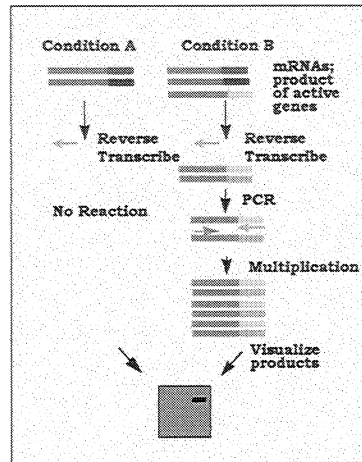 Condition A
Condition B
mRNAs;
product
of active
genes
Reverse
Transcribe
Reverse
Transcribe
No Reaction
PCR
Multiplication
Visualize
products